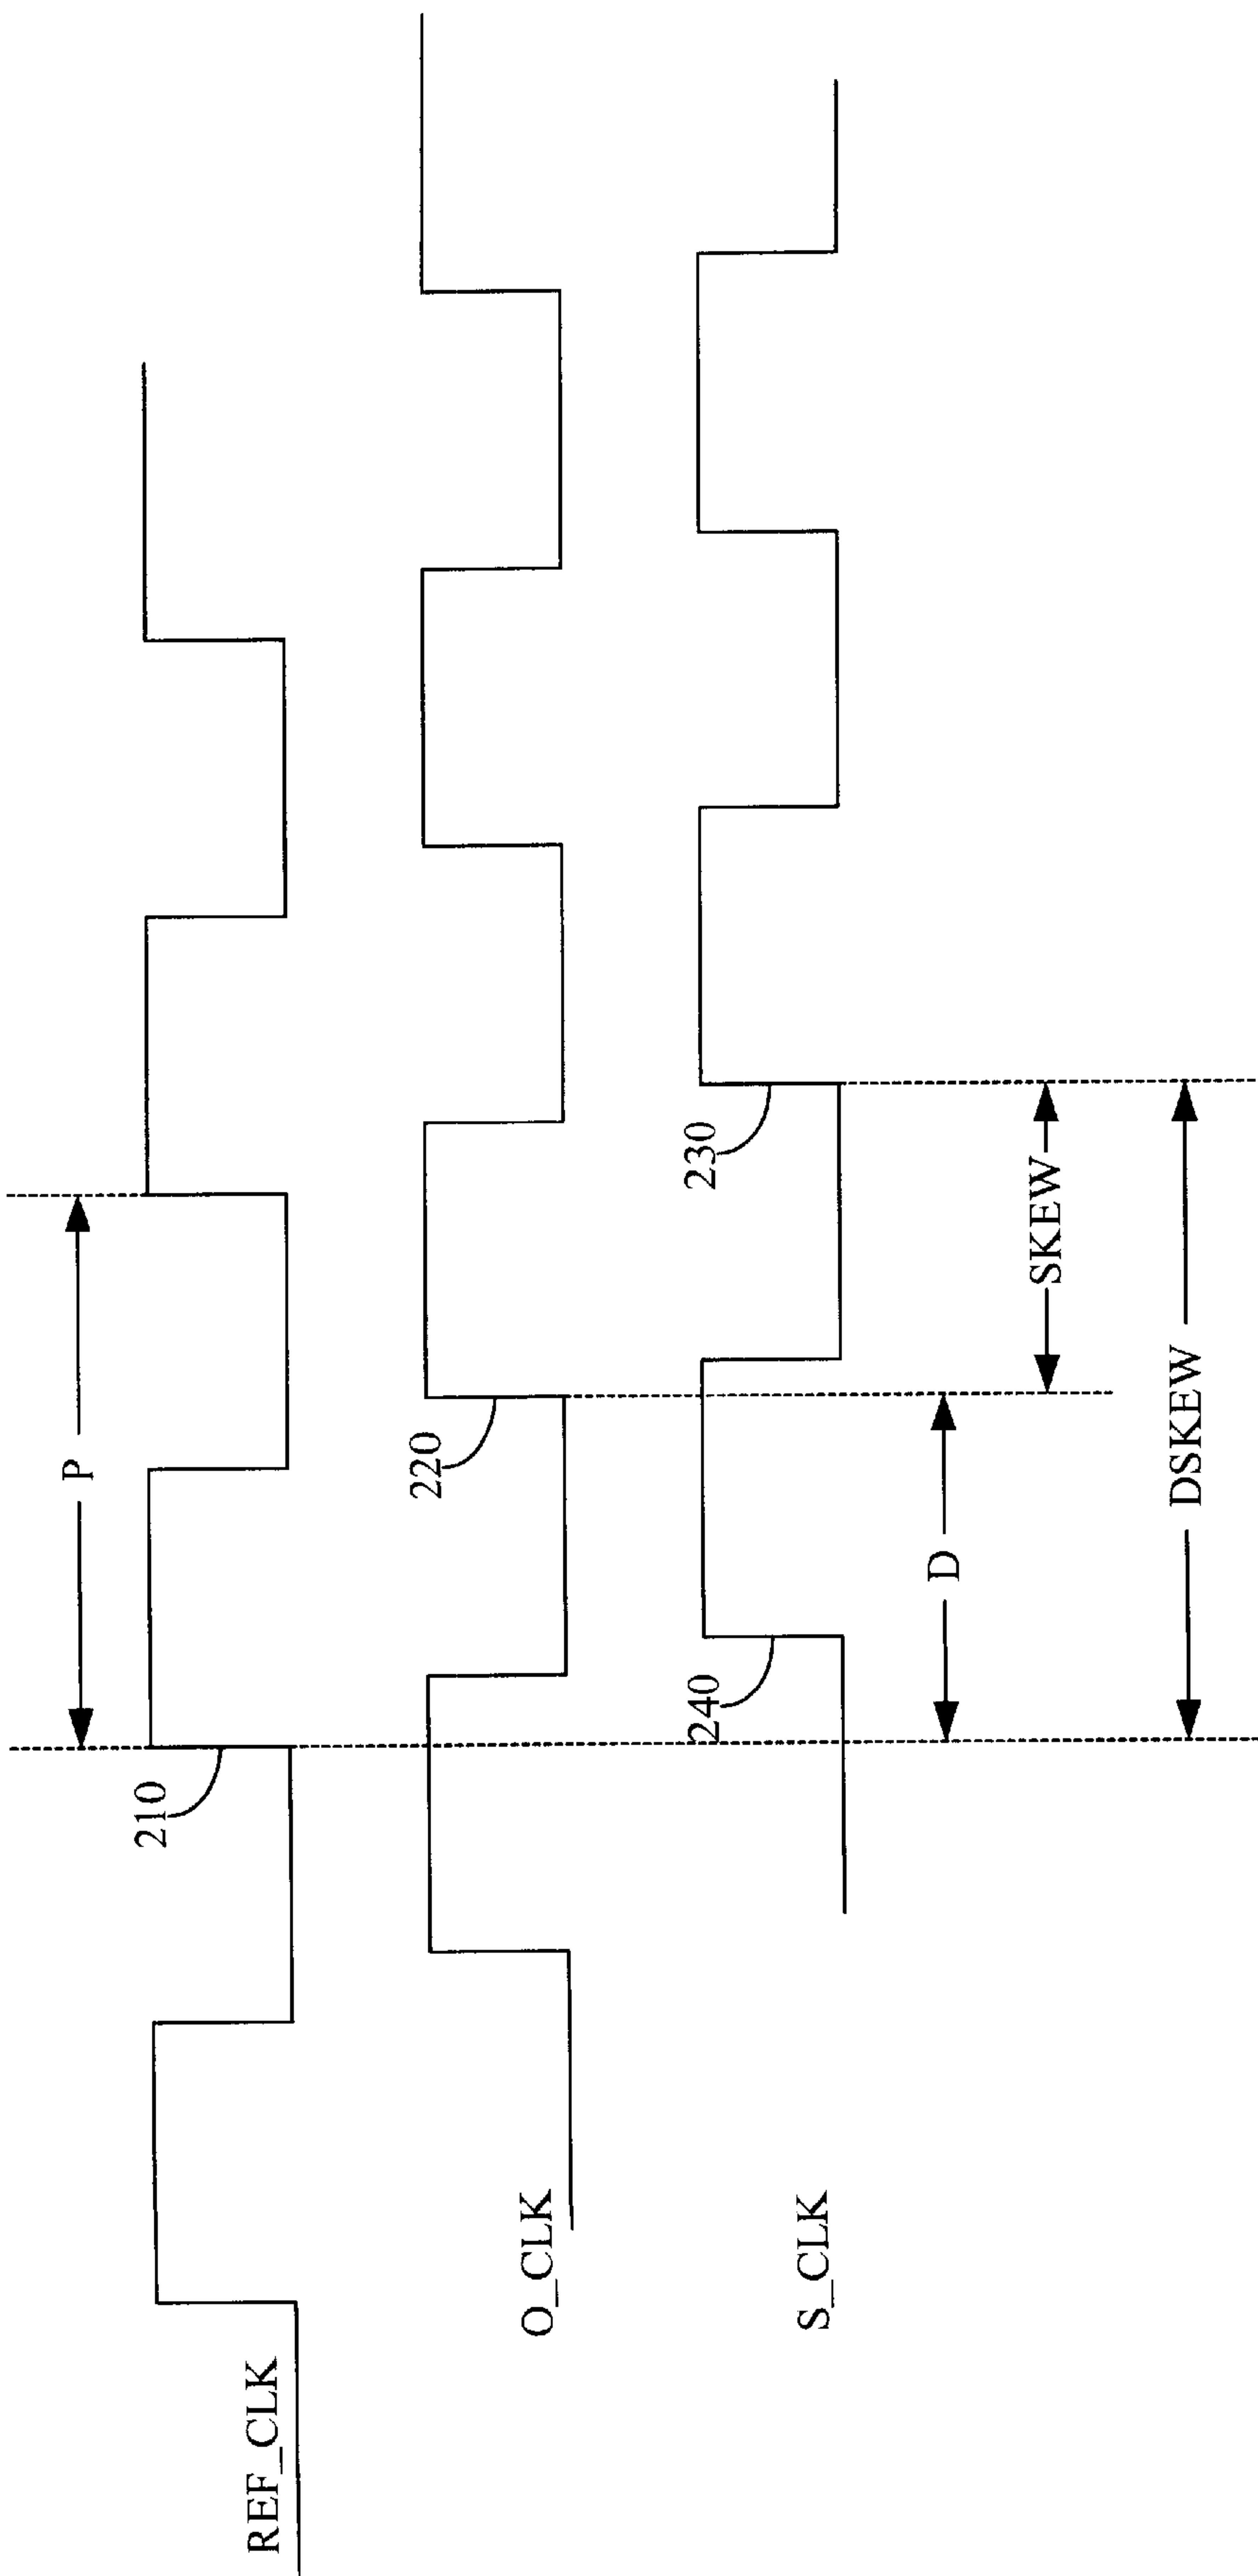 P
REF_CLK
210
O_CLK
220
S_CLK
240
230
D
SKEW
DSKEW